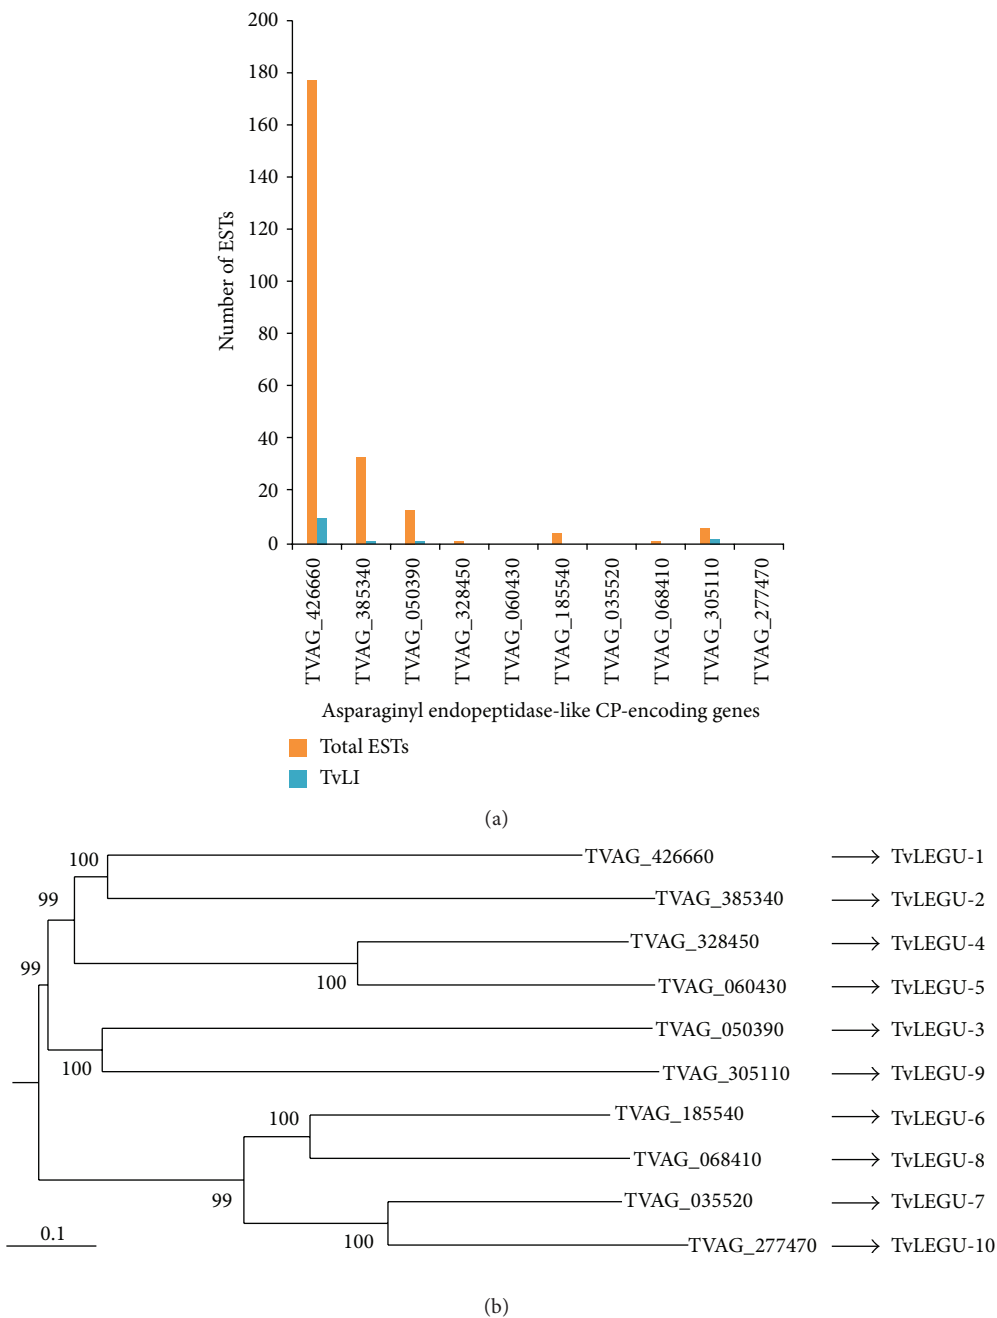 200
180
160
140
120
100
80
60
40
20
0
Number of ESTs
TVAG_426660
TVAG_385340
TVAG_050390
TVAG_328450
TVAG_060430
TVAG_185540
TVAG_035520
TVAG_068410
TVAG_305110
TVAG_277470
Asparaginyl endopeptidase-like CP-encoding genes
Total ESTs
TvLI
(a)
100 TVAG_426660 TvLEGU-1
99 TVAG_385340 TvLEGU-2
TVAG_328450 TvLEGU-4
99 100 TVAG_060430 TvLEGU-5
TVAG_050390 TvLEGU-3
100 TVAG_305110 TvLEGU-9
100 TVAG_185540 TvLEGU-6
TVAG_068410 TvLEGU-8
99 TVAG_035520 TvLEGU-7
0.1 100 TVAG_277470 TvLEGU-10
(b)